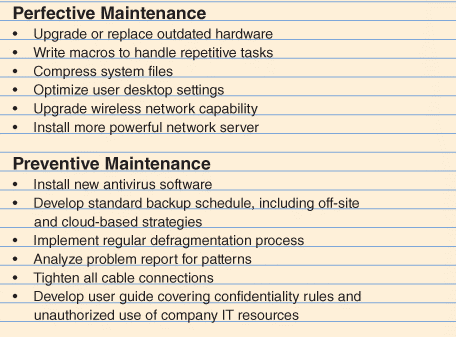 Perfective Maintenance
• Upgrade or replace outdated hardware
• Write macros to handle repetitive tasks
• Compress system files
• Optimize user desktop settings
• Upgrade wireless network capability
• Install more powerful network server
Preventive Maintenance
• Install new antivirus software
• Develop standard backup schedule, including off-site
and cloud-based strategies
• Implement regular defragmentation process
• Analyze problem report for patterns
• Tighten all cable connections
• Develop user guide covering confidentiality rules and
unauthorized use of company IT resources